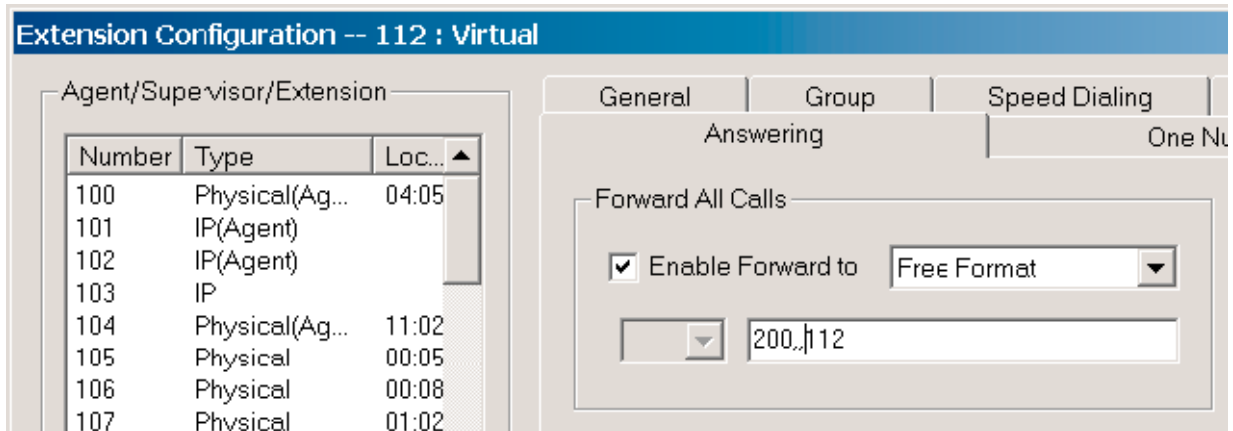 Extension Configuration -- 112 : Virtual
Agent/Supervisor/Extension
Number Type Loc...
100 Physical(Ag... 04:05
101 IP(Agent)
102 IP(Agent)
103 IP
104 Physical(Ag... 11:02
105 Physical 00:05
106 Physical 00:08
107 Physical 01:02
General Group Speed Dialing
Answering One Nu
Forward All Calls
Enable Forward to Free Format
200,,112